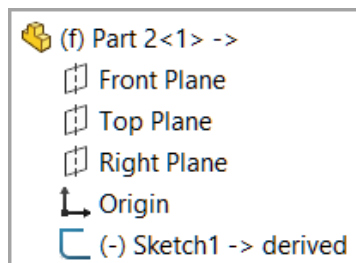 (f) Part 2<1> ->
Front Plane
Top Plane
Right Plane
Origin
(-) Sketch1 -> derived